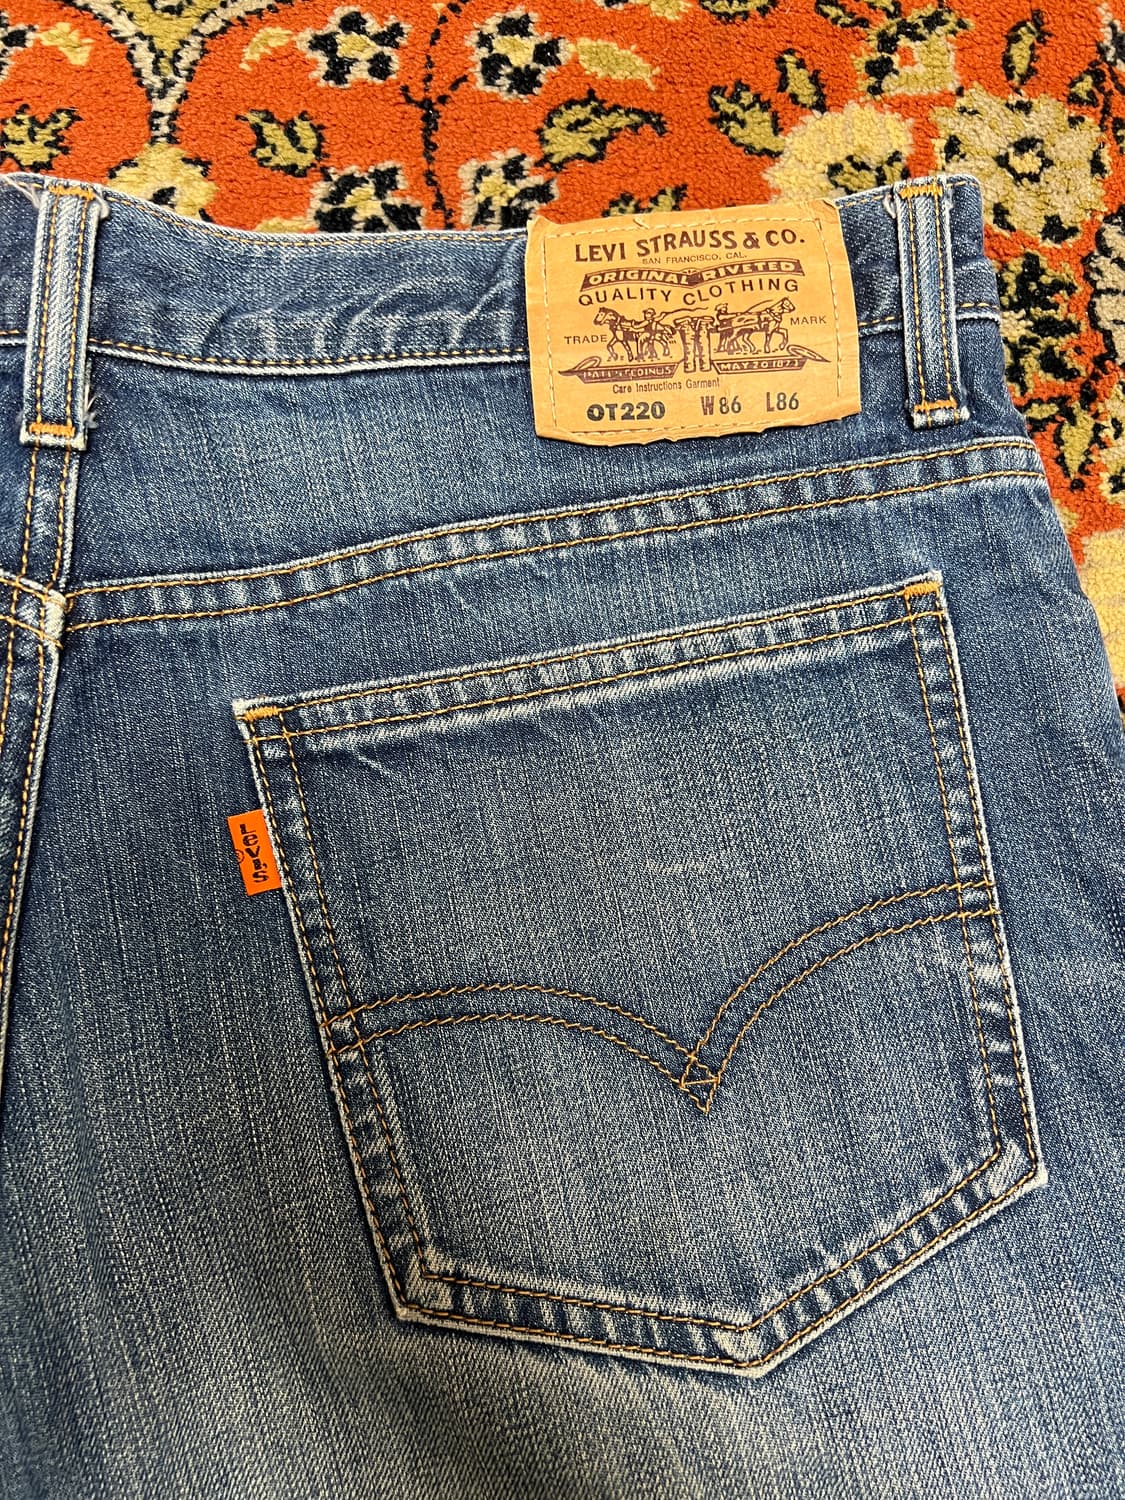 LEVI STRAUSS & CO.
SAN FRANCISCO, CAL.
ORIGINAL RIVETED
QUALITY CLOTHING
TRADE MARK
MAY 20 1873
Care Instructions Garment
OT220 W86 L86
Levi's
®